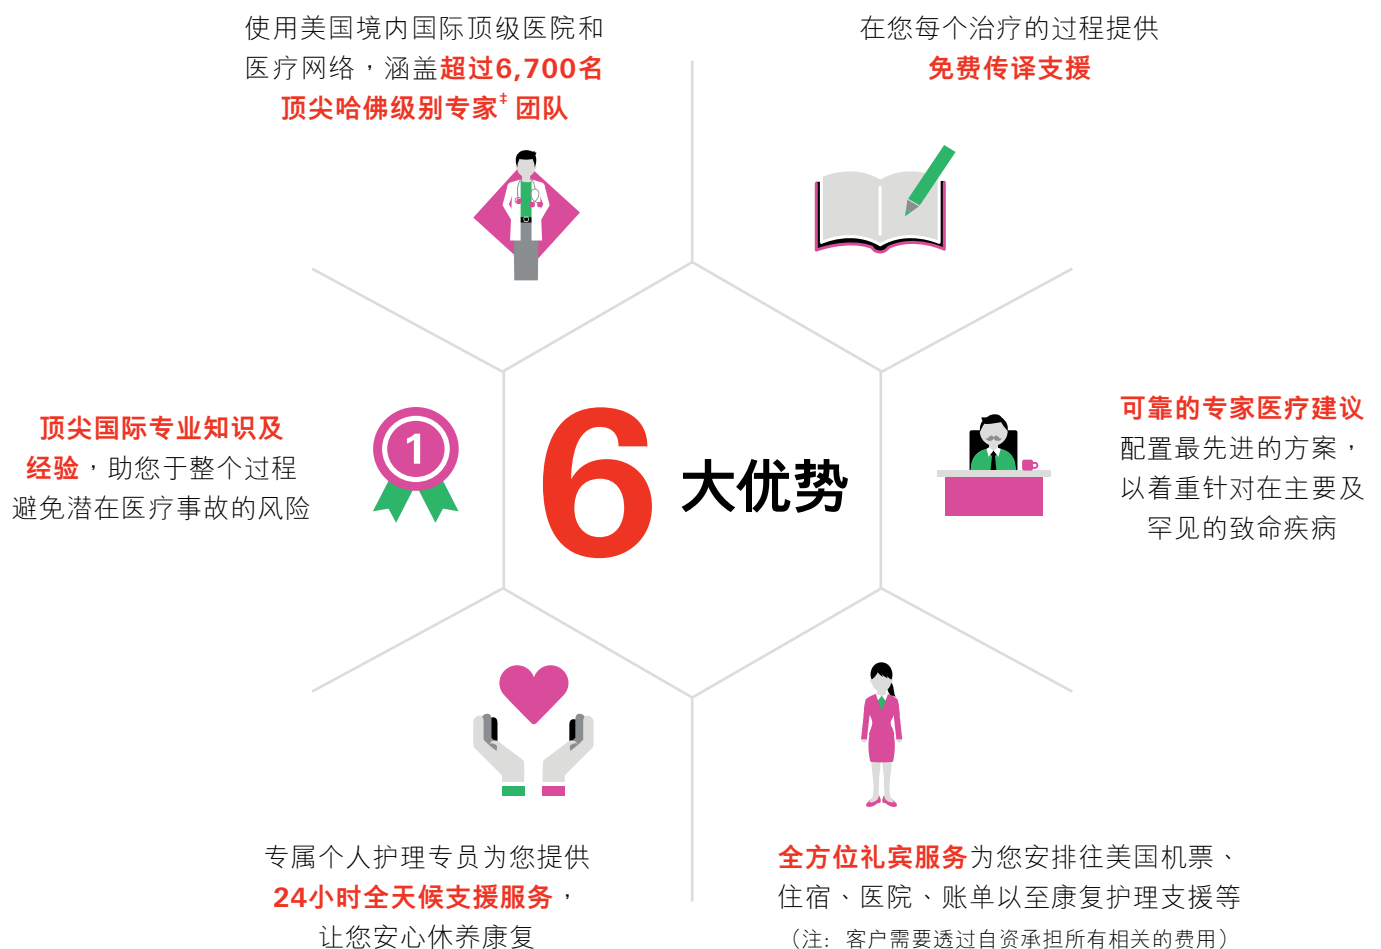 使用美国境内国际顶级医院和
医疗网络，涵盖超过6,700名
顶尖哈佛级别专家‡ 团队
在您每个治疗的过程提供
免费传译支援
顶尖国际专业知识及
经验，助您于整个过程
避免潜在医疗事故的风险
1
6大优势
可靠的专家医疗建议
配置最先进的方案，
以着重针对在主要及
罕见的致命疾病
专属个人护理专员为您提供
24小时全天候支援服务，
让您安心休养康复
全方位礼宾服务为您安排往美国机票、
住宿、医院、账单以至康复护理支援等
（注: 客户需要透过自资承担所有相关的费用）